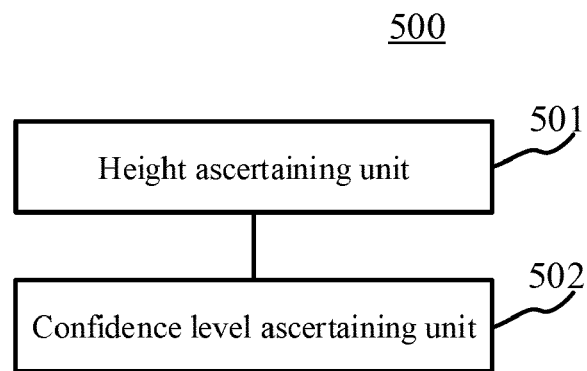 500
501
Height ascertaining unit
502
Confidence level ascertaining unit